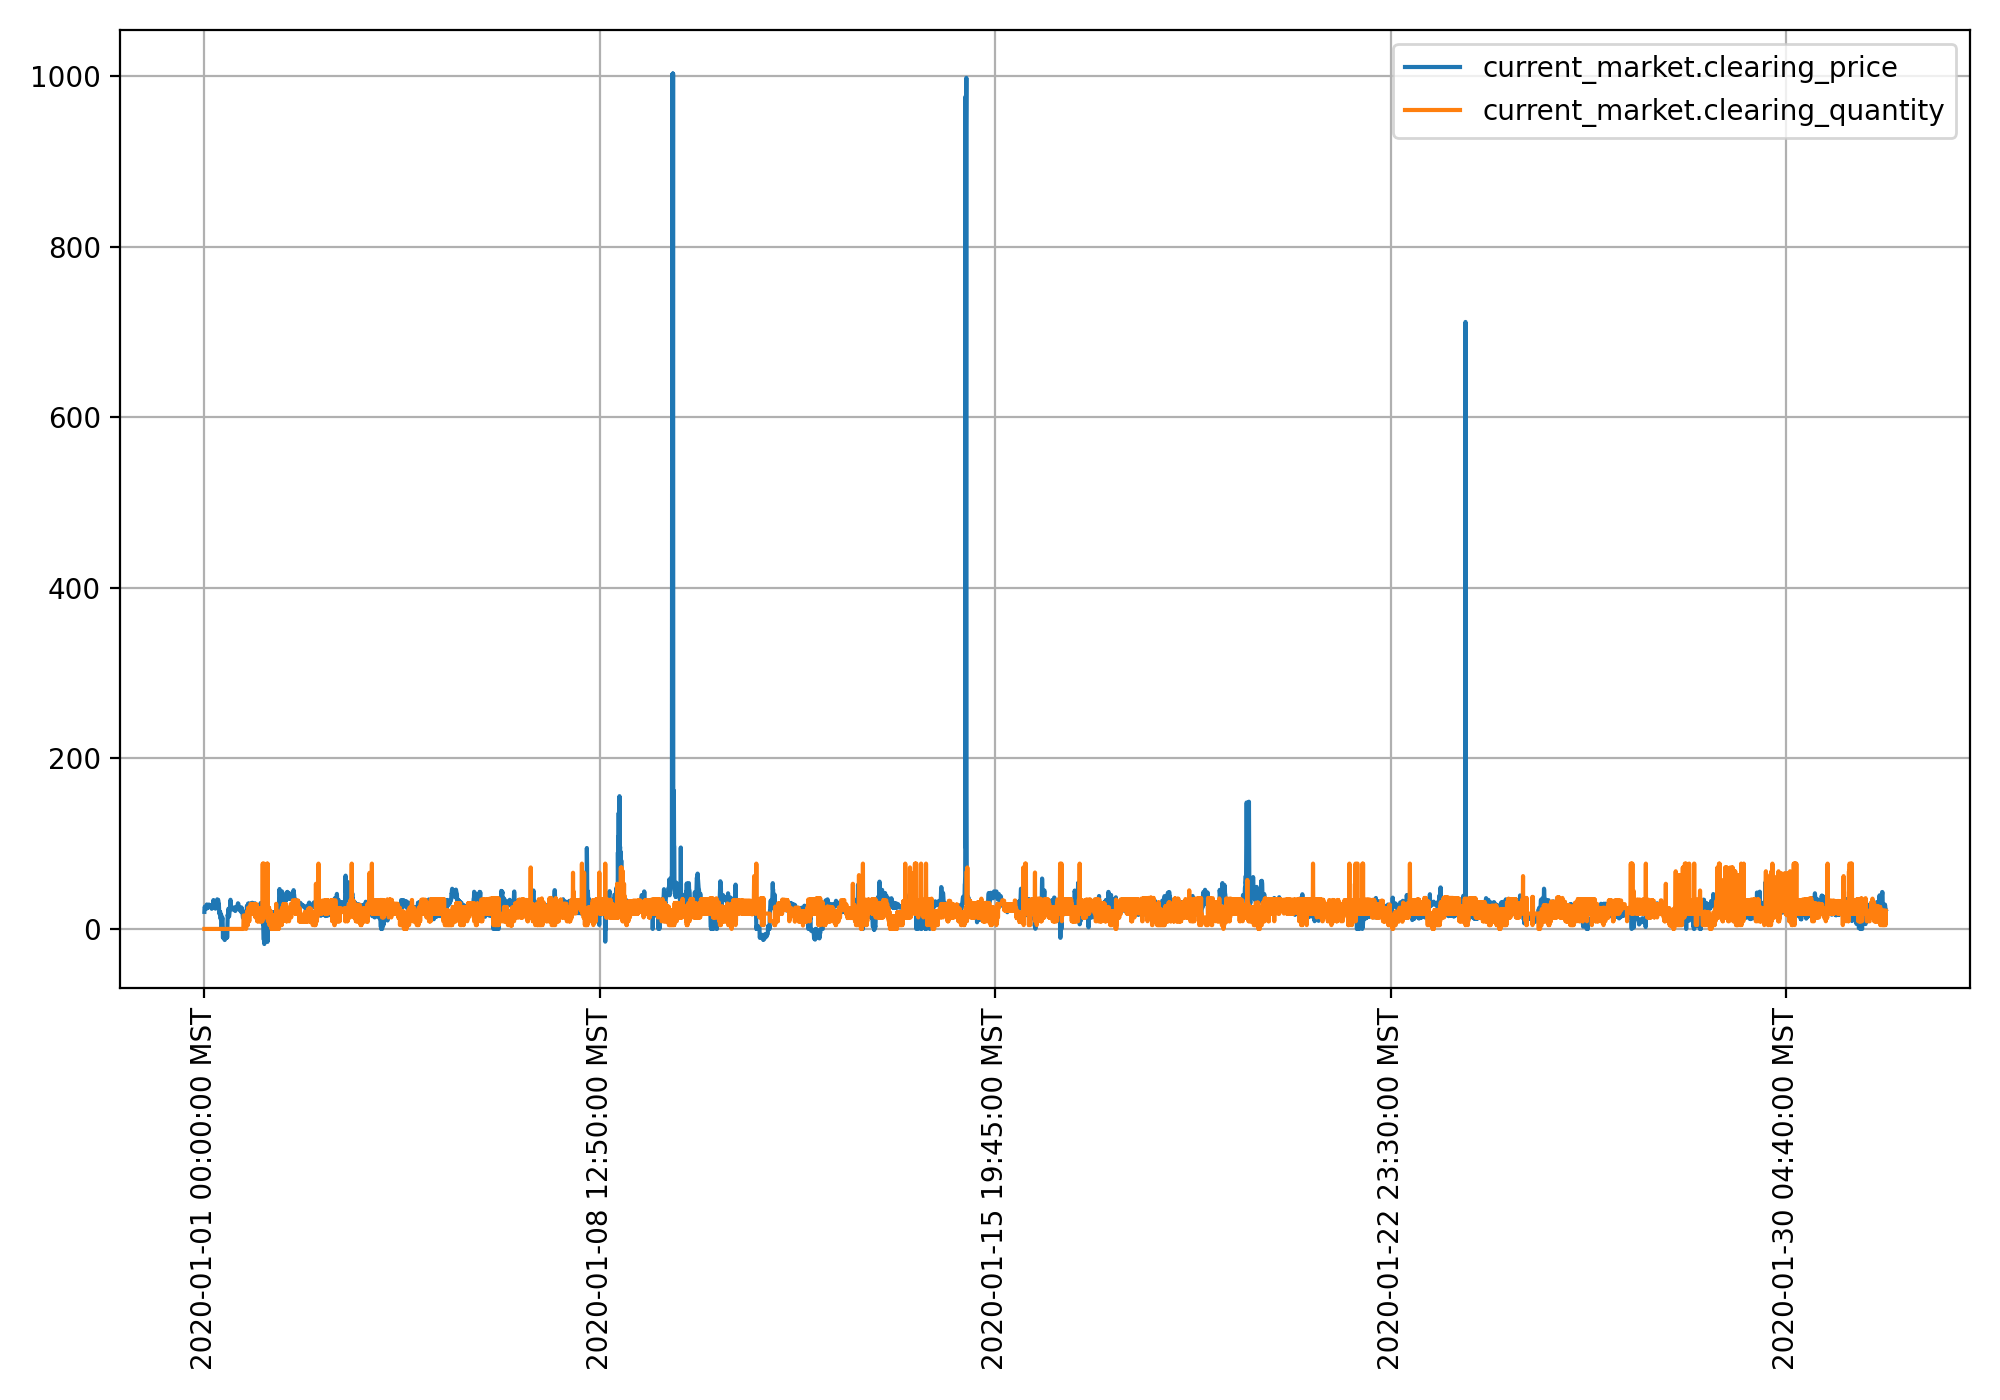 1000
800
600
400
200
0
current_market.clearing_price
current_market.clearing_quantity
2020-01-01 00:00:00 MST
2020-01-08 12:50:00 MST
2020-01-15 19:45:00 MST
2020-01-22 23:30:00 MST
2020-01-30 04:40:00 MST